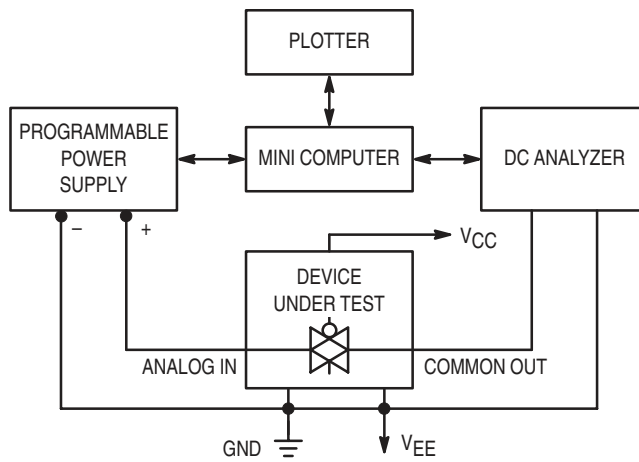 PLOTTER
PROGRAMMABLE
POWER
SUPPLY
MINI COMPUTER
DC ANALYZER
– +
VCC
DEVICE
UNDER TEST
ANALOG IN
COMMON OUT
GND
VEE